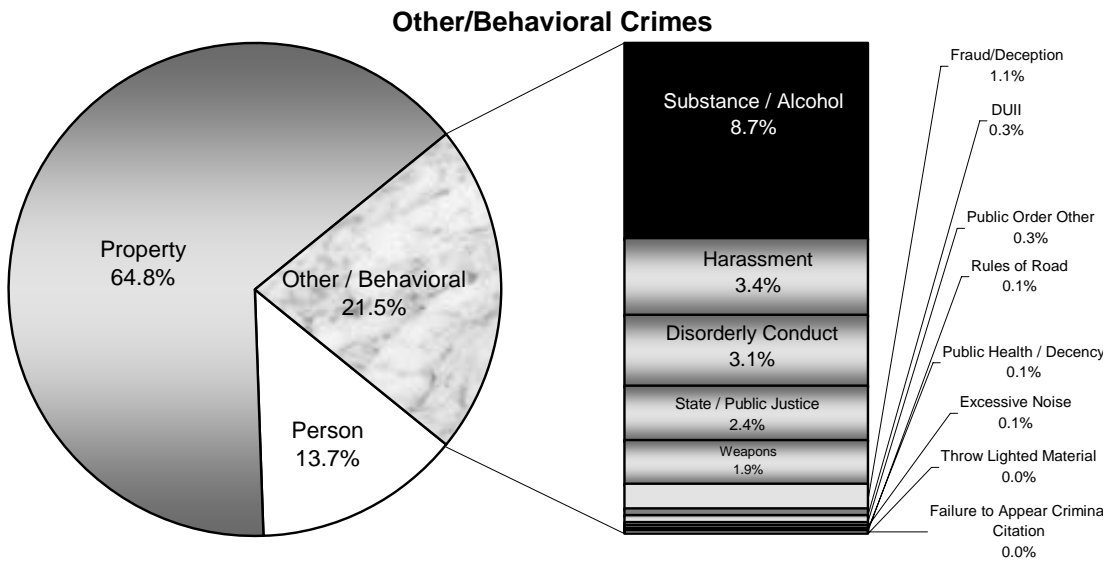 Other/Behavioral Crimes
Property
64.8%
Other / Behavioral
21.5%
Person
13.7%
Substance / Alcohol
8.7%
Harassment
3.4%
Disorderly Conduct
3.1%
State / Public Justice
2.4%
Weapons
1.9%
Fraud/Deception
1.1%
DUII
0.3%
Public Order Other
0.3%
Rules of Road
0.1%
Public Health / Decency
0.1%
Excessive Noise
0.1%
Throw Lighted Material
0.0%
Failure to Appear Crimina
Citation
0.0%